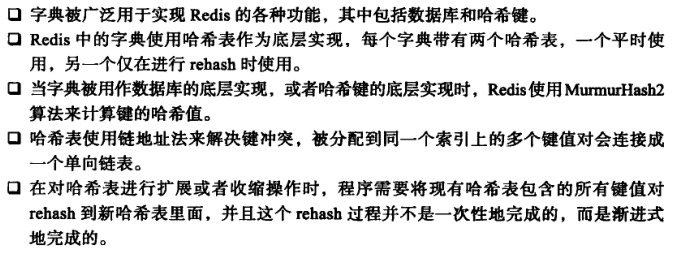 ❑ 字典被广泛用于实现 Redis 的各种功能，其中包括数据库和哈希键。
❑ Redis 中的字典使用哈希表作为底层实现，每个字典带有两个哈希表，一个平时使
用，另一个仅在进行 rehash 时使用。
❑ 当字典被用作数据库的底层实现，或者哈希键的底层实现时，Redis 使用 MurmurHash2
算法来计算键的哈希值。
❑ 哈希表使用链地址法来解决键冲突，被分配到同一个索引上的多个键值对会连接成
一个单向链表。
❑ 在对哈希表进行扩展或者收缩操作时，程序需要将现有哈希表包含的所有键值对
rehash 到新哈希表里面，并且这个 rehash 过程并不是一次性地完成的，而是渐进式
地完成的。